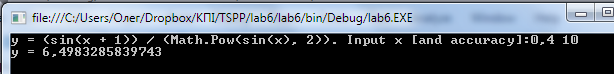 file:///C:/Users/Олег/Dropbox/КПІ/TSPP/lab6/lab6/bin/Debug/lab6.EXE
y = (sin(x + 1)) / (Math.Pow(sin(x), 2)). Input x [and accuracy]:0,4 10
y = 6,4983285839743